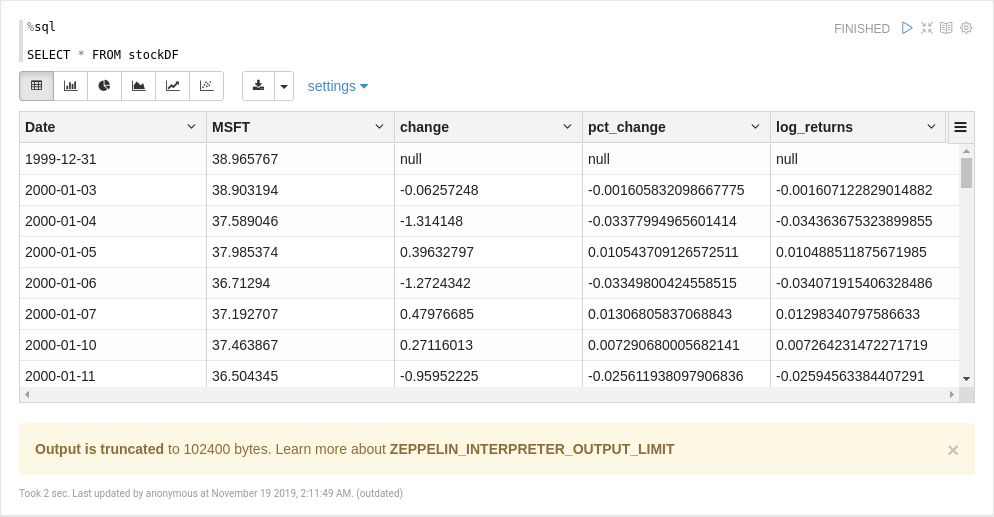 %sql
FINISHED
SELECT * FROM stockDF
settings
Date MSFT change pct_change log_returns
1999-12-31 38.965767 null null null
2000-01-03 38.903194 -0.06257248 -0.001605832098667775 -0.001607122829014882
2000-01-04 37.589046 -1.314148 -0.03377994965601414 -0.034363675323899855
2000-01-05 37.985374 0.39632797 0.010543709126572511 0.010488511875671985
2000-01-06 36.71294 -1.2724342 -0.03349800424558515 -0.034071915406328486
2000-01-07 37.192707 0.47976685 0.01306805837068843 0.01298340797586633
2000-01-10 37.463867 0.27116013 0.007290680005682141 0.007264231472271719
2000-01-11 36.504345 -0.95952225 -0.025611938097906836 -0.02594563384407291
Output is truncated to 102400 bytes. Learn more about ZEPPELIN_INTERPRETER_OUTPUT_LIMIT
Took 2 sec. Last updated by anonymous at November 19 2019, 2:11:49 AM. (outdated)